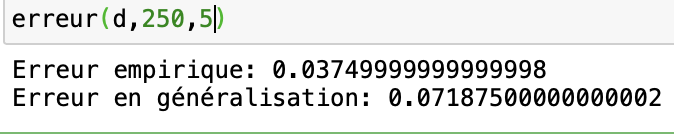 erreur(d,250,5)
Erreur empirique: 0.03749999999999998
Erreur en généralisation: 0.07187500000000002